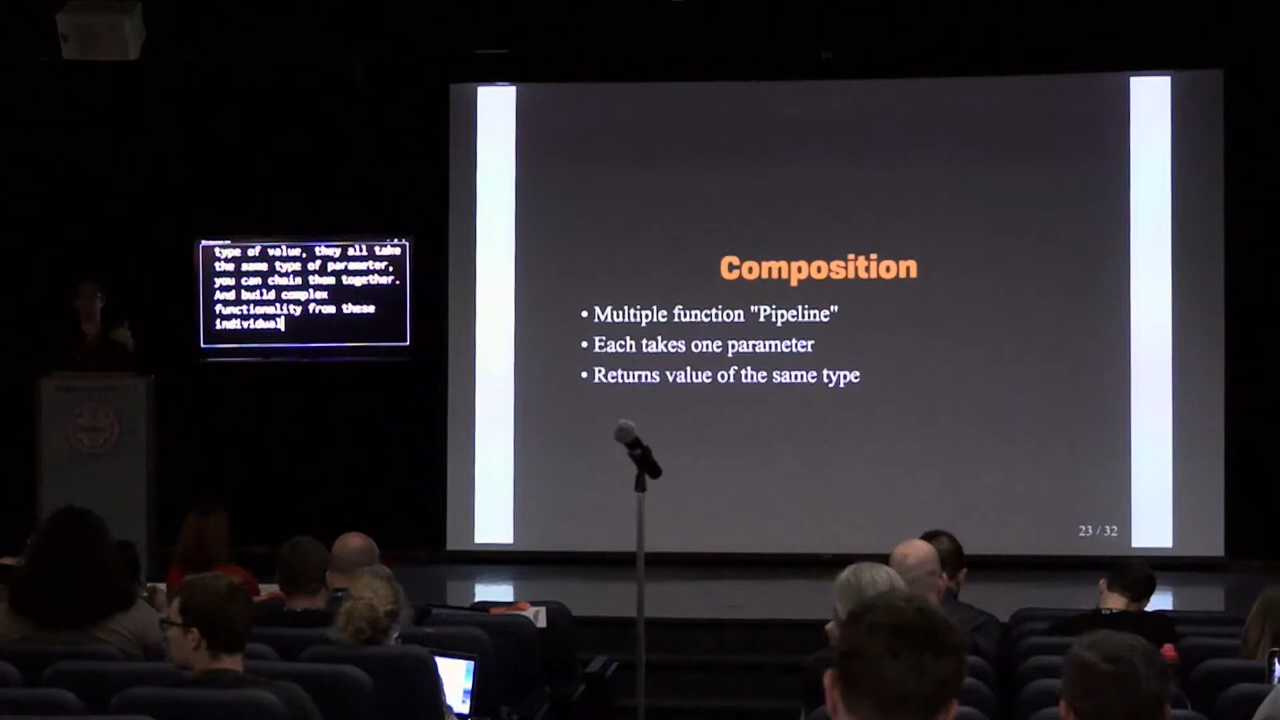 type of value, they all take
the same type of parameter,
you can chain them together.
And build complex
functionality from these
individual
Composition
• Multiple function "Pipeline"
• Each takes one parameter
• Returns value of the same type
23 / 32